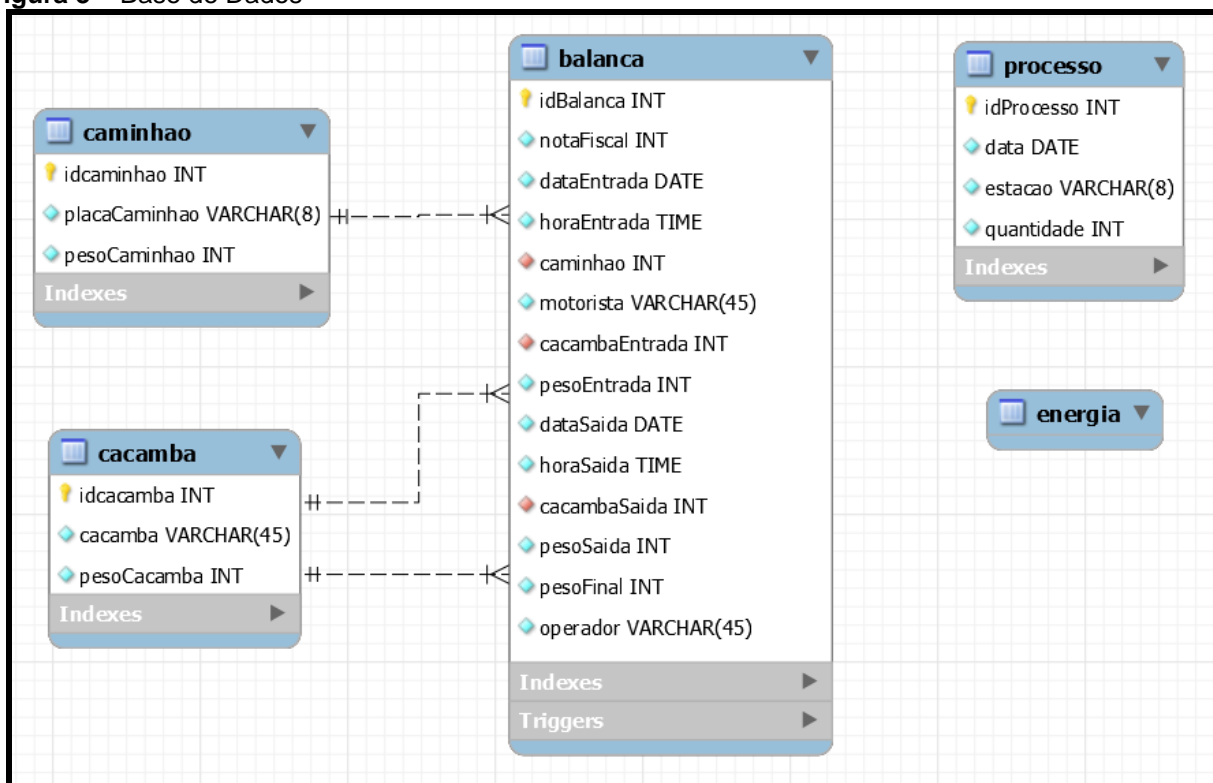 igura 3 – Base de Dados
caminhao
idcaminhao INT
placaCaminhao VARCHAR(8)
pesoCaminhao INT
Indexes
cacamba
idcacamba INT
cacamba VARCHAR(45)
pesoCacamba INT
Indexes
balanca
idBalanca INT
notaFiscal INT
dataEntrada DATE
horaEntrada TIME
caminhao INT
motorista VARCHAR(45)
cacambaEntrada INT
pesoEntrada INT
dataSaida DATE
horaSaida TIME
cacambaSaida INT
pesoSaida INT
pesoFinal INT
operador VARCHAR(45)
Indexes
Triggers
processo
idProcesso INT
data DATE
estacao VARCHAR(8)
quantidade INT
Indexes
energia